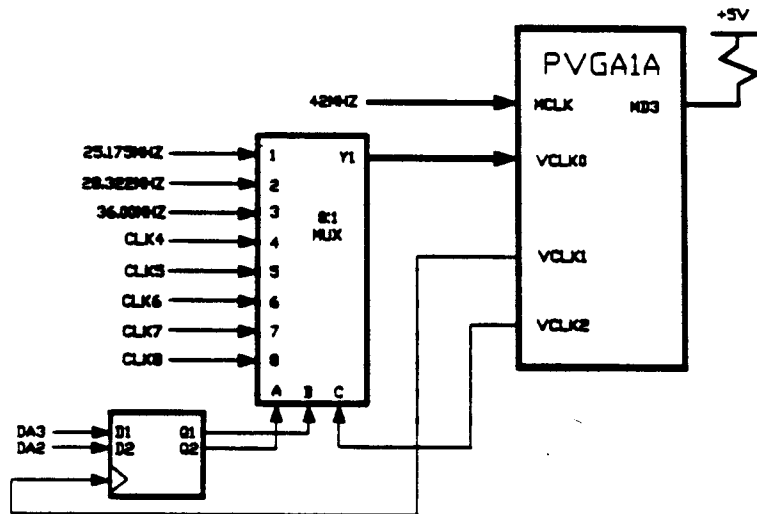 +5V
PVGA1A
42MHZ
MCLK
MD3
25.175MHZ
1
Y1
VCLK0
28.322MHZ
2
36.00MHZ
3
8:1
MUX
CLK4
4
CLK5
5
VCLK1
CLK6
6
CLK7
7
VCLK2
CLK8
8
A
B
C
DA3
D1
Q1
DA2
D2
Q2